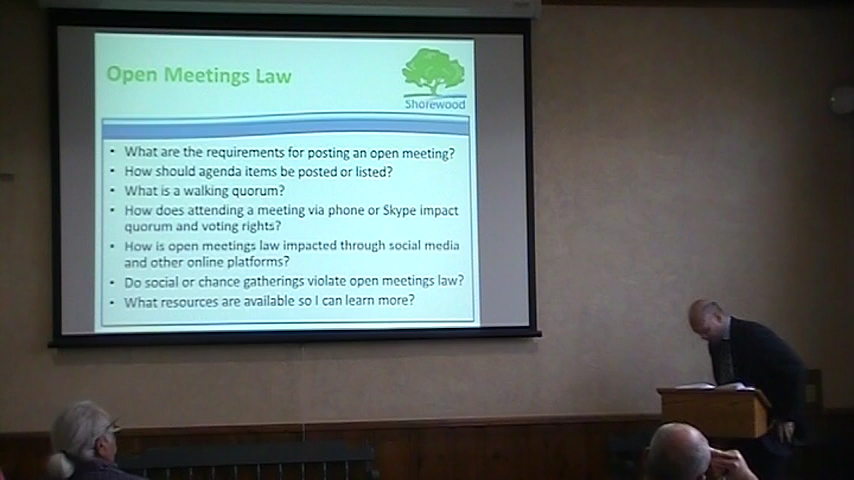 Open Meetings Law
Shorewood
• What are the requirements for posting an open meeting?
• How should agenda items be posted or listed?
• What is a walking quorum?
• How does attending a meeting via phone or Skype impact
quorum and voting rights?
• How is open meetings law impacted through social media
and other online platforms?
• Do social or chance gatherings violate open meetings law?
• What resources are available so I can learn more?